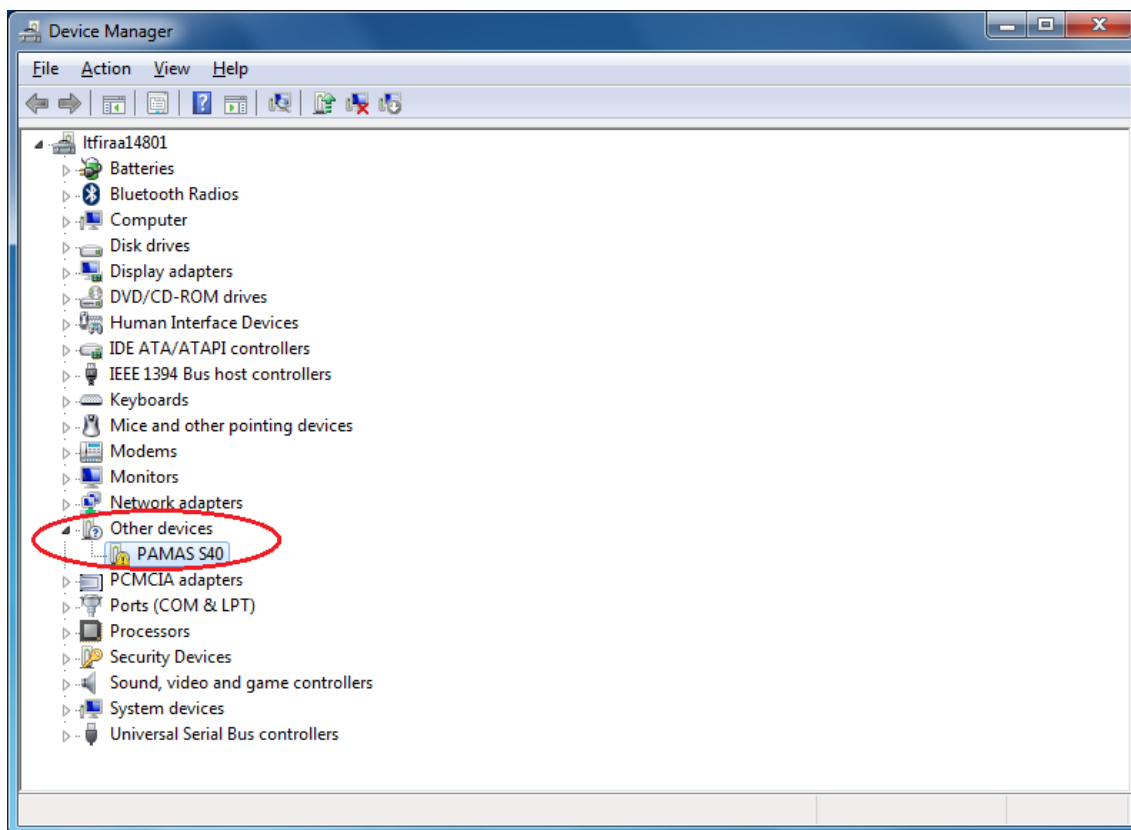 Device Manager
File Action View Help
ltfiraa14801
Batteries
Bluetooth Radios
Computer
Disk drives
Display adapters
DVD/CD-ROM drives
Human Interface Devices
IDE ATA/ATAPI controllers
IEEE 1394 Bus host controllers
Keyboards
Mice and other pointing devices
Modems
Monitors
Network adapters
Other devices
PAMAS S40
PCMCIA adapters
Ports (COM & LPT)
Processors
Security Devices
Sound, video and game controllers
System devices
Universal Serial Bus controllers